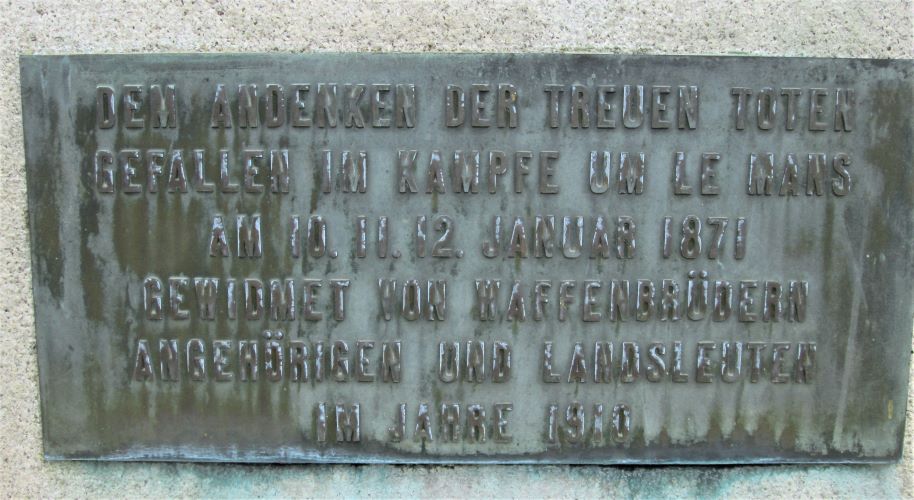 DEM ANDENKEN DER TREUEN TOTEN
GEFALLEN IM KAMPFE UM LE MANS
AM 10. 11. 12. JANUAR 1871
GEWIDMET VON WAFFENBRÜDERN
ANGEHÖRIGEN UND LANDSLEUTEN
IM JAHRE 1910